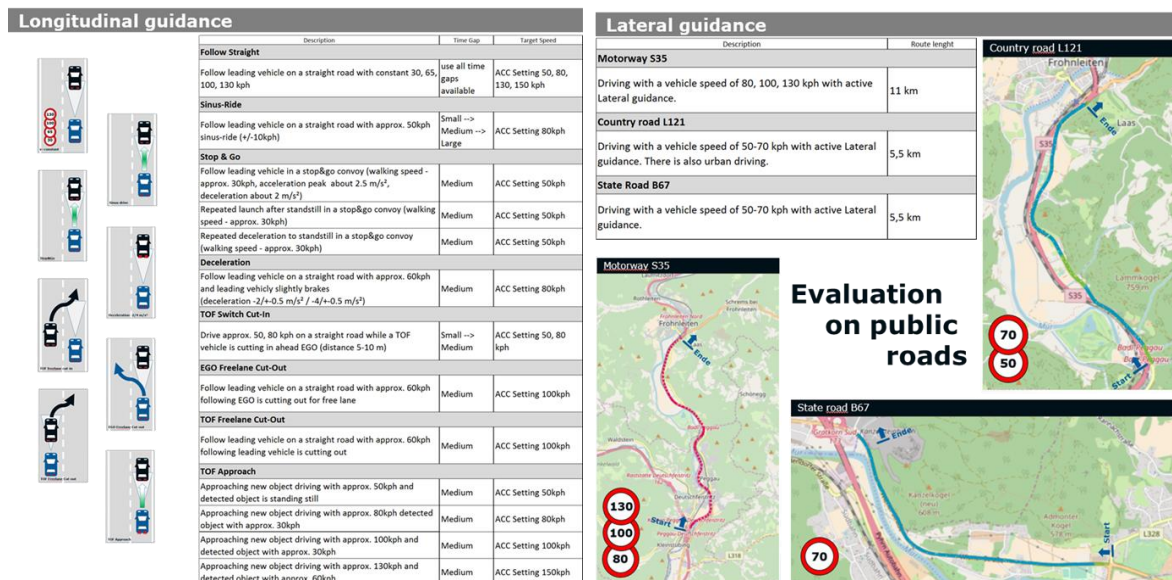 Longitudinal guidance
Description
Time Gap
Target Speed
Follow Straight
Follow leading vehicle on a straight road with constant 30, 65,
100, 130 kph
use all time
gaps
available
ACC Setting 50, 80,
130, 150 kph
Sinus-Ride
Follow leading vehicle on a straight road with approx. 50kph
sinus-ride (+/-10kph)
Small -->
Medium -->
Large
ACC Setting 80kph
Stop & Go
Follow leading vehicle in a stop&go convoy (walking speed -
approx. 30kph, acceleration peak about 2.5 m/s²,
deceleration about 2 m/s²)
Medium
ACC Setting 50kph
Repeated launch after standstill in a stop&go convoy (walking
speed - approx. 30kph)
Medium
ACC Setting 50kph
Repeated deceleration to standstill in a stop&go convoy
(walking speed - approx. 30kph)
Medium
ACC Setting 50kph
Deceleration
Follow leading vehicle on a straight road with approx. 60kph
and leading vehicly slightly brakes
(deceleration -2/+-0.5 m/s² / -4/+-0.5 m/s²)
Medium
ACC Setting 80kph
TOF Switch Cut-In
Drive approx. 50, 80 kph on a straight road while a TOF
vehicle is cutting in ahead EGO (distance 5-10 m)
Small -->
Medium
ACC Setting 50, 80
kph
EGO Freelane Cut-Out
Follow leading vehicle on a straight road with approx. 60kph
following EGO is cutting out for free lane
Medium
ACC Setting 100kph
TOF Freelane Cut-Out
Follow leading vehicle on a straight road with approx. 60kph
following leading vehicle is cutting out
Medium
ACC Setting 100kph
TOF Approach
Approaching new object driving with approx. 50kph and
detected object is standing still
Medium
ACC Setting 50kph
Approaching new object driving with approx. 80kph detected
object with approx. 30kph
Medium
ACC Setting 80kph
Approaching new object driving with approx. 100kph and
detected object with approx. 30kph
Medium
ACC Setting 100kph
Approaching new object driving with approx. 130kph and
detected object with approx. 60kph
Medium
ACC Setting 150kph
TOF Approach
Lateral guidance
Description
Route lenght
Motorway S35
Driving with a vehicle speed of 80, 100, 130 kph with active
Lateral guidance.
11 km
Country road L121
Driving with a vehicle speed of 50-70 kph with active Lateral
guidance. There is also urban driving.
5,5 km
State Road B67
Driving with a vehicle speed of 50-70 kph with active Lateral
guidance.
5,5 km
Country road L121
Frohnleiten
Ende
Laas
S35
S35
Start
70
50
Motorway S35
Frohnleiten
Ende
Schönegg
Waldstein
Peggau
Start
L318
130
100
80
Evaluation
on public
roads
State road B67
Ende
Start
L328
70